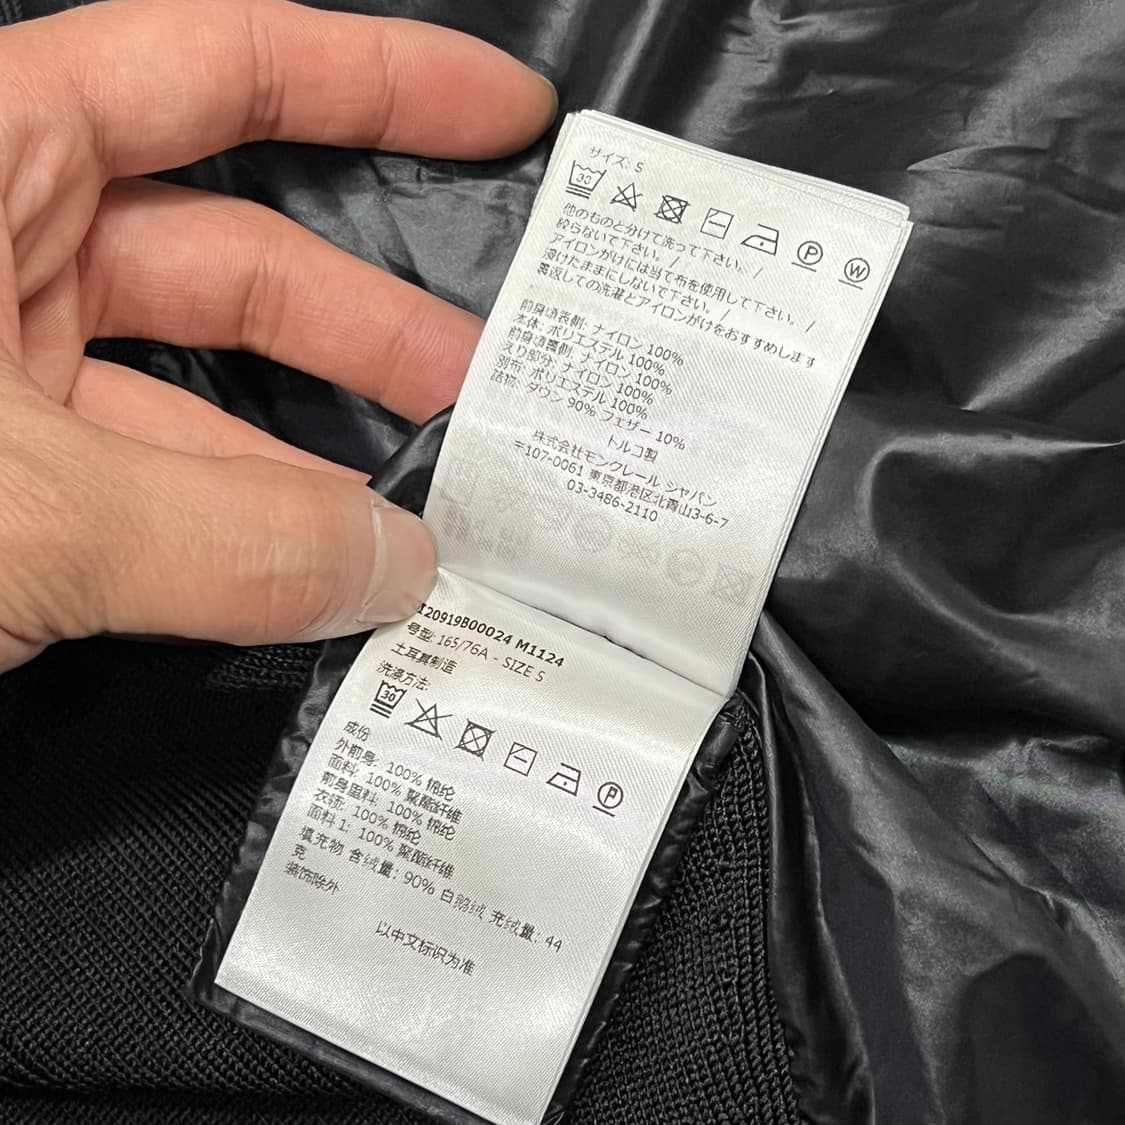 サイズ: S
30
P
W
他のものと分けて洗って下さい。/
絞らないで下さい。/
アイロンがけには当て布を使用して下さい。/
浸けたままにしないで下さい。/
裏返しての洗濯とアイロンがけをおすすめします
前身頃表側: ナイロン 100%
本体: ポリエステル 100%
前身頃裏側: ナイロン 100%
えり部分: ナイロン 100%
別布: ポリエステル 100%
詰物: ダウン 90% フェザー 10%
トルコ製
株式会社モンクレール ジャパン
〒107-0061 東京都港区北青山3-6-7
03-3486-2110
I20919B00024 M1124
号型: 165/76A - SIZE S
土耳其制造
洗涤方法:
30
P
成份
外前身: 100% 锦纶
面料: 100% 聚酯纤维
前身里料: 100% 锦纶
衣领: 100% 锦纶
面料 1: 100% 聚酯纤维
填充物 含绒量: 90% 白鹅绒 充绒量: 44
克
装饰除外
以中文标识为准